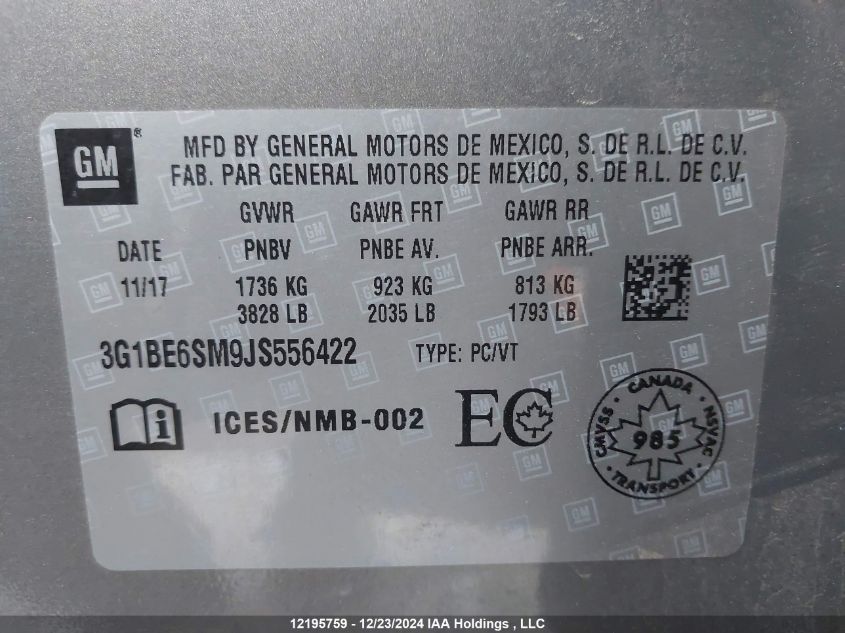 GM ®
MFD BY GENERAL MOTORS DE MEXICO, S. DE R.L. DE C.V.
FAB. PAR GENERAL MOTORS DE MEXICO, S. DE R.L. DE C.V.
GVWR GAWR FRT GAWR RR
DATE PNBV PNBE AV. PNBE ARR.
11/17 1736 KG 923 KG 813 KG
3828 LB 2035 LB 1793 LB
3G1BE6SM9JS556422 TYPE: PC/VT
i ICES/NMB-002 EC
CANADA
CMVSS 985 NSVAC
TRANSPORT
12195759 - 12/23/2024 IAA Holdings , LLC